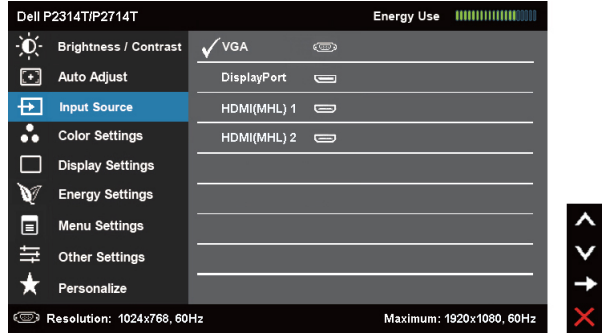 Dell P2314T/P2714T Energy Use
Brightness / Contrast
Auto Adjust
Input Source
Color Settings
Display Settings
Energy Settings
Menu Settings
Other Settings
Personalize
VGA
DisplayPort
HDMI(MHL) 1
HDMI(MHL) 2
Resolution: 1024x768, 60Hz Maximum: 1920x1080, 60Hz